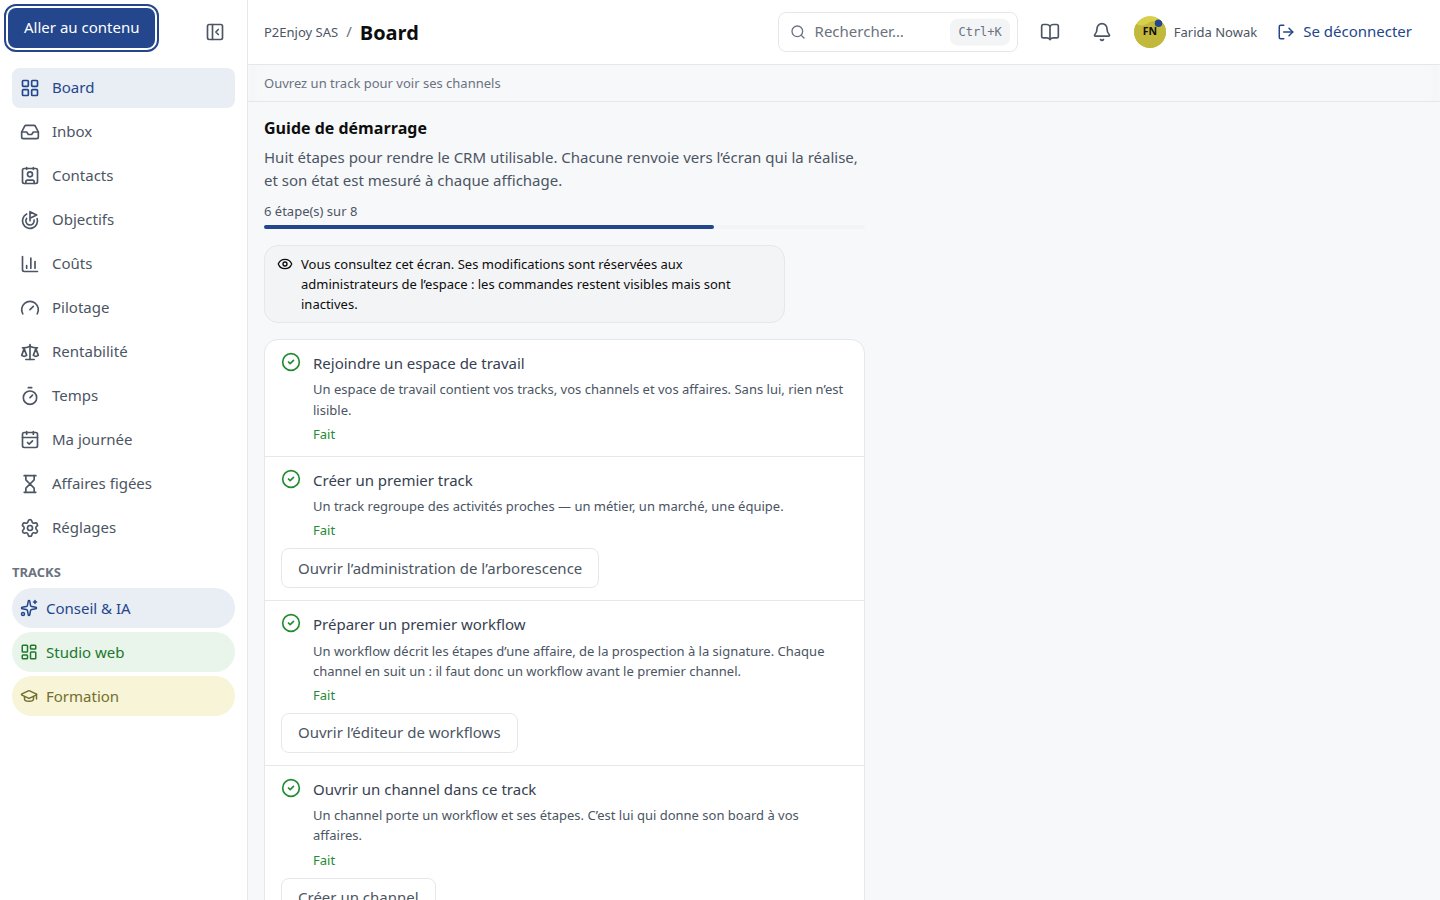 Aller au contenu
P2Enjoy SAS / Board
Rechercher... Ctrl+K
FN Farida Nowak
Se déconnecter
Board
Inbox
Contacts
Objectifs
Coûts
Pilotage
Rentabilité
Temps
Ma journée
Affaires figées
Réglages
TRACKS
Conseil & IA
Studio web
Formation
Ouvrez un track pour voir ses channels
Guide de démarrage
Huit étapes pour rendre le CRM utilisable. Chacune renvoie vers l’écran qui la réalise,
et son état est mesuré à chaque affichage.
6 étape(s) sur 8
Vous consultez cet écran. Ses modifications sont réservées aux
administrateurs de l’espace : les commandes restent visibles mais sont
inactives.
Rejoindre un espace de travail
Un espace de travail contient vos tracks, vos channels et vos affaires. Sans lui, rien n’est
lisible.
Fait
Créer un premier track
Un track regroupe des activités proches — un métier, un marché, une équipe.
Fait
Ouvrir l’administration de l’arborescence
Préparer un premier workflow
Un workflow décrit les étapes d’une affaire, de la prospection à la signature. Chaque
channel en suit un : il faut donc un workflow avant le premier channel.
Fait
Ouvrir l’éditeur de workflows
Ouvrir un channel dans ce track
Un channel porte un workflow et ses étapes. C’est lui qui donne son board à vos
affaires.
Fait
Créer un channel